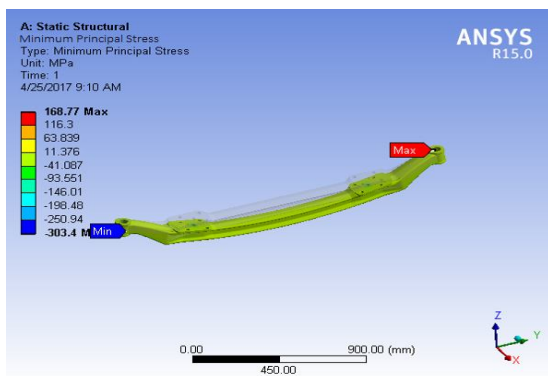 A: Static Structural
Minimum Principal Stress
Type: Minimum Principal Stress
Unit: MPa
Time: 1
4/25/2017 9:10 AM
ANSYS
R15.0
168.77 Max
116.3
63.839
11.376
-41.087
-93.551
-146.01
-198.48
-250.94
-303.4 M
Max
Min
0.00
900.00 (mm)
450.00
Z
Y
X